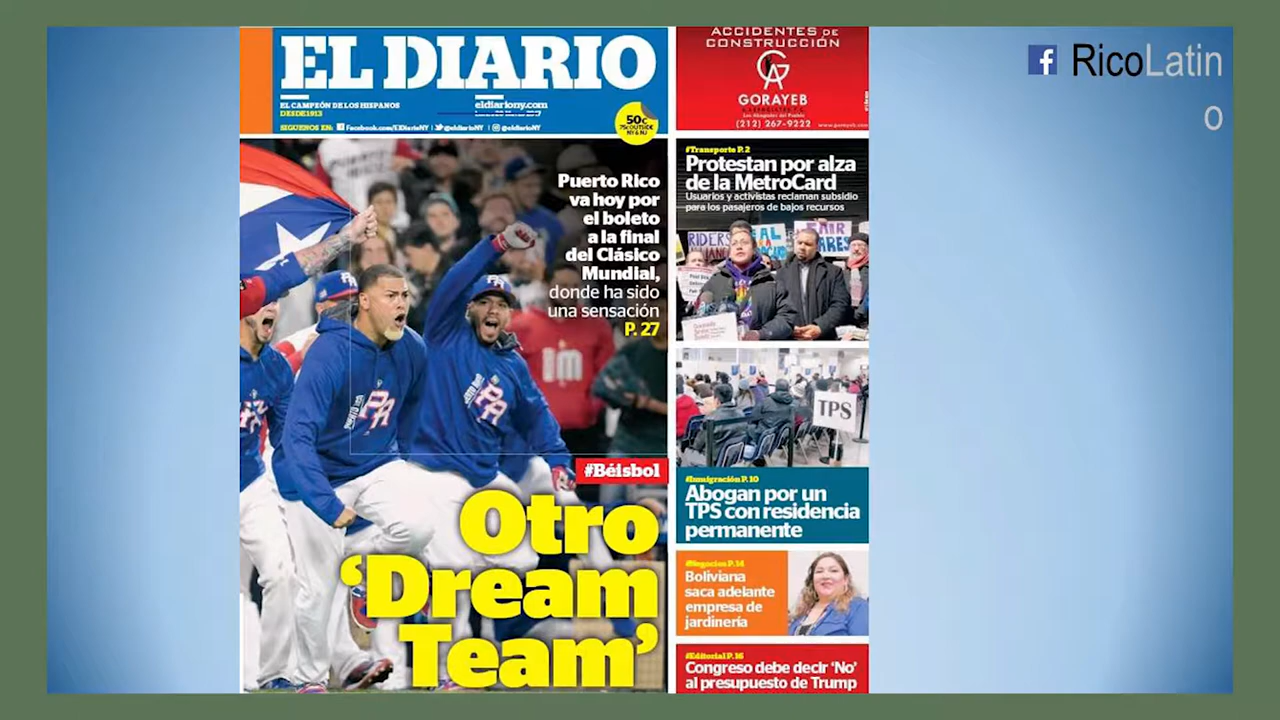 RicoLatin
o
EL DIARIO
EL CAMPEÓN DE LOS HISPANOS
DESDE 1913
eldiariony.com
SIGUENOS EN: Facebook.com/ElDiarioNY | @eldiarioNY | @eldiarioNY
50¢
ACCIDENTES DE
CONSTRUCCIÓN
GA
GORAYEB
(212) 267-9222
Puerto Rico
va hoy por
el boleto
a la final
del Clásico
Mundial,
donde ha sido
una sensación
P. 27
#Béisbol
Otro
‘Dream
Team’
#Transporte P. 2
Protestan por alza
de la MetroCard
Usuarios y activistas reclaman subsidio
para los pasajeros de bajos recursos
RIDERS
FAIR
TPS
#Inmigración P. 10
Abogan por un
TPS con residencia
permanente
#Negocios P. 14
Boliviana
saca adelante
empresa de
jardinería
#Editorial P. 16
Congreso debe decir ‘No’
al presupuesto de Trump